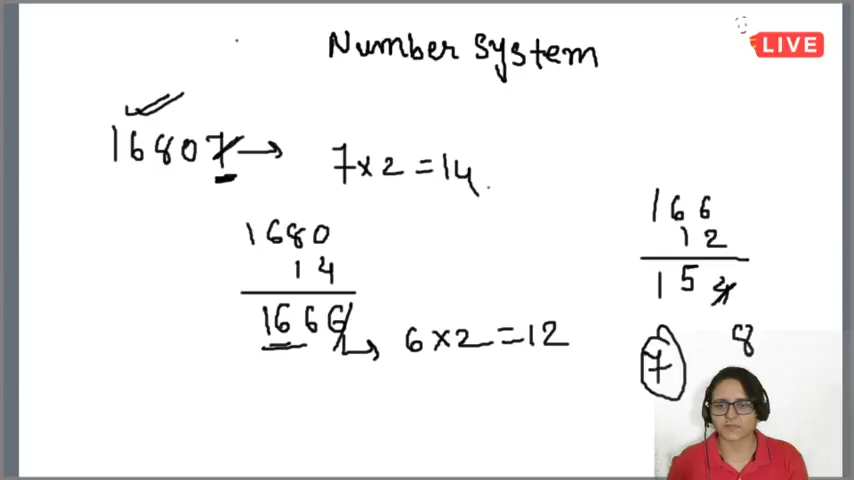 Number System
LIVE
16807 → 7×2 = 14
1680
14
1666 → 6×2 = 12
166
12
154
8
7